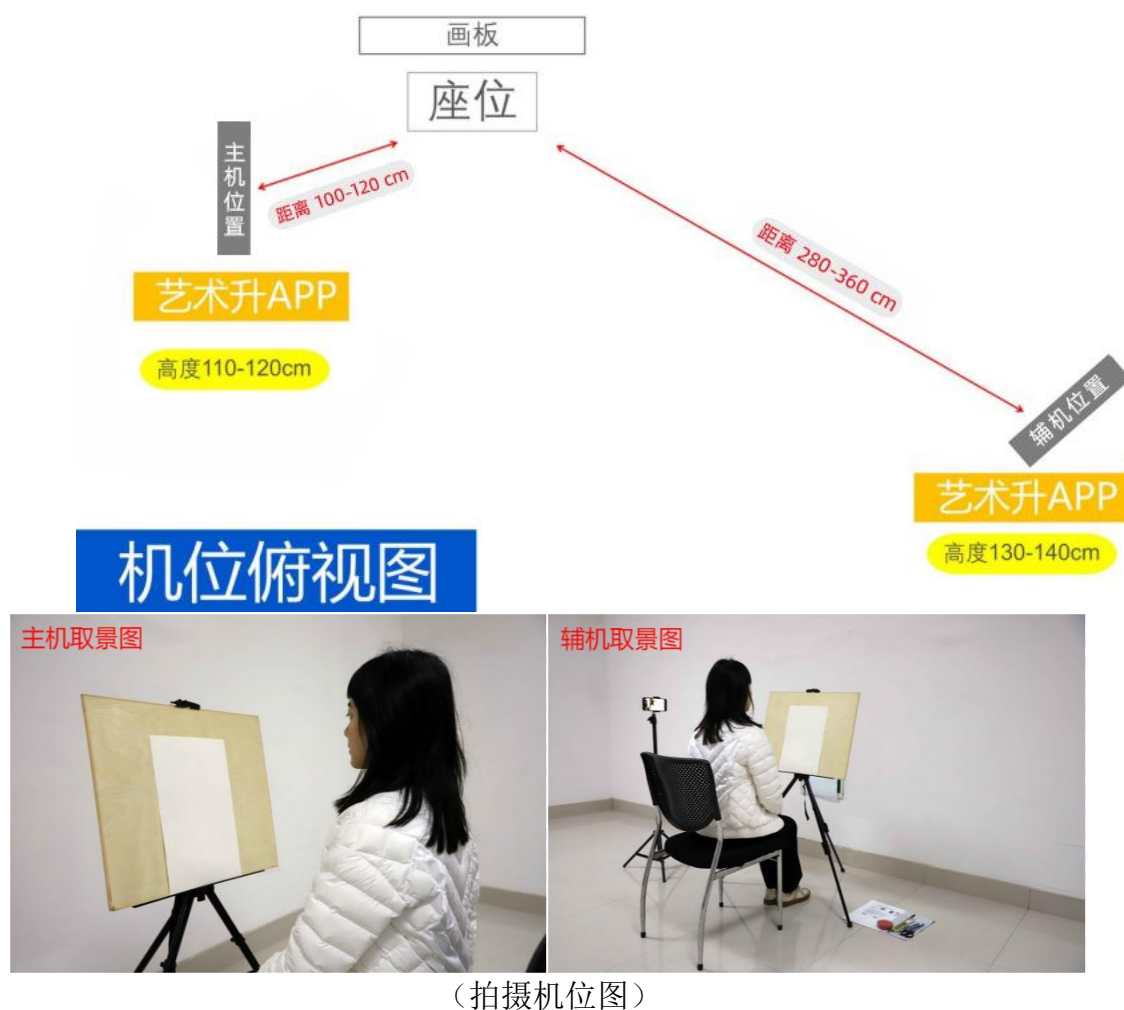 画板
座位
主机位置
距离 100-120 cm
距离 280-360 cm
艺术升APP
高度110-120cm
辅机位置
艺术升APP
高度130-140cm
机位俯视图
主机取景图
辅机取景图
（拍摄机位图）